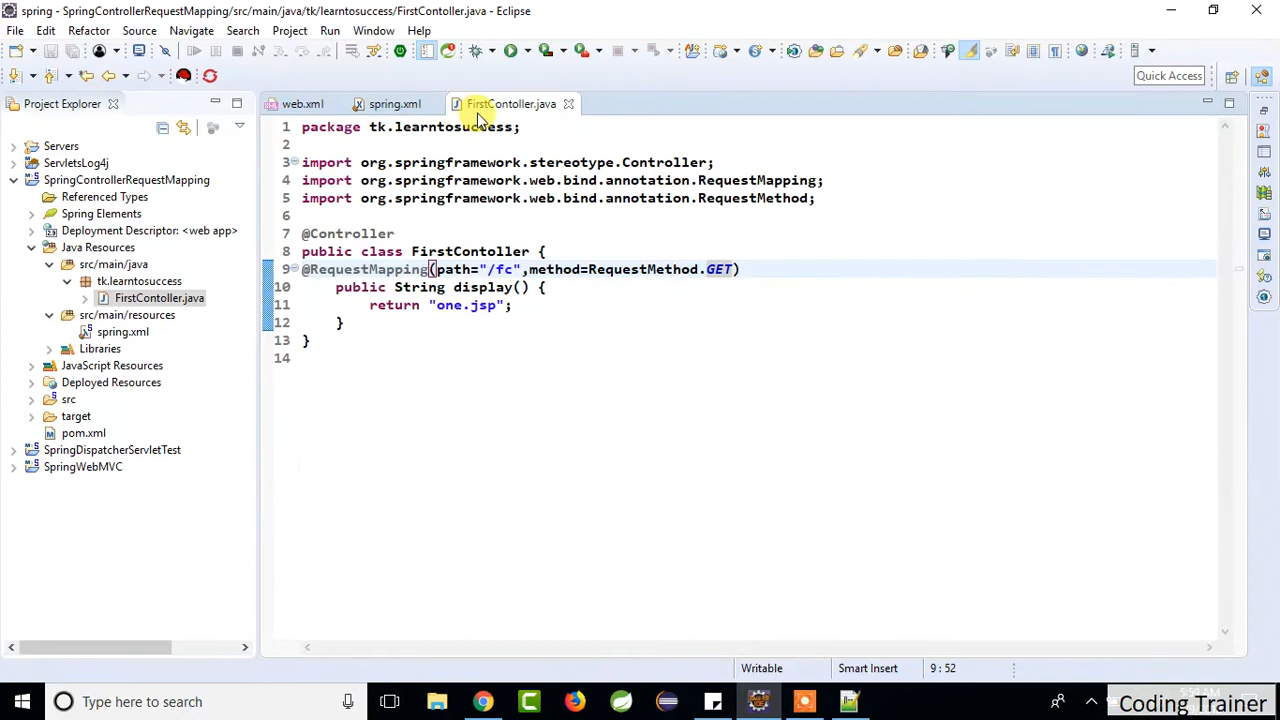 spring - SpringControllerRequestMapping/src/main/java/tk/learntosuccess/FirstContoller.java - Eclipse
File Edit Refactor Source Navigate Search Project Run Window Help
Quick Access
Project Explorer
web.xml spring.xml FirstContoller.java
Servers
ServletsLog4j
SpringControllerRequestMapping
Referenced Types
Spring Elements
Deployment Descriptor: <web app>
Java Resources
src/main/java
tk.learntosuccess
FirstContoller.java
src/main/resources
spring.xml
Libraries
JavaScript Resources
Deployed Resources
src
target
pom.xml
SpringDispatcherServletTest
SpringWebMVC
1 package tk.learntosuccess;
2
3 import org.springframework.stereotype.Controller;
4 import org.springframework.web.bind.annotation.RequestMapping;
5 import org.springframework.web.bind.annotation.RequestMethod;
6
7 @Controller
8 public class FirstContoller {
9 @RequestMapping(path="/fc",method=RequestMethod.GET)
10 public String display() {
11 return "one.jsp";
12 }
13 }
14
Writable Smart Insert 9 : 52
Type here to search
Coding Trainer